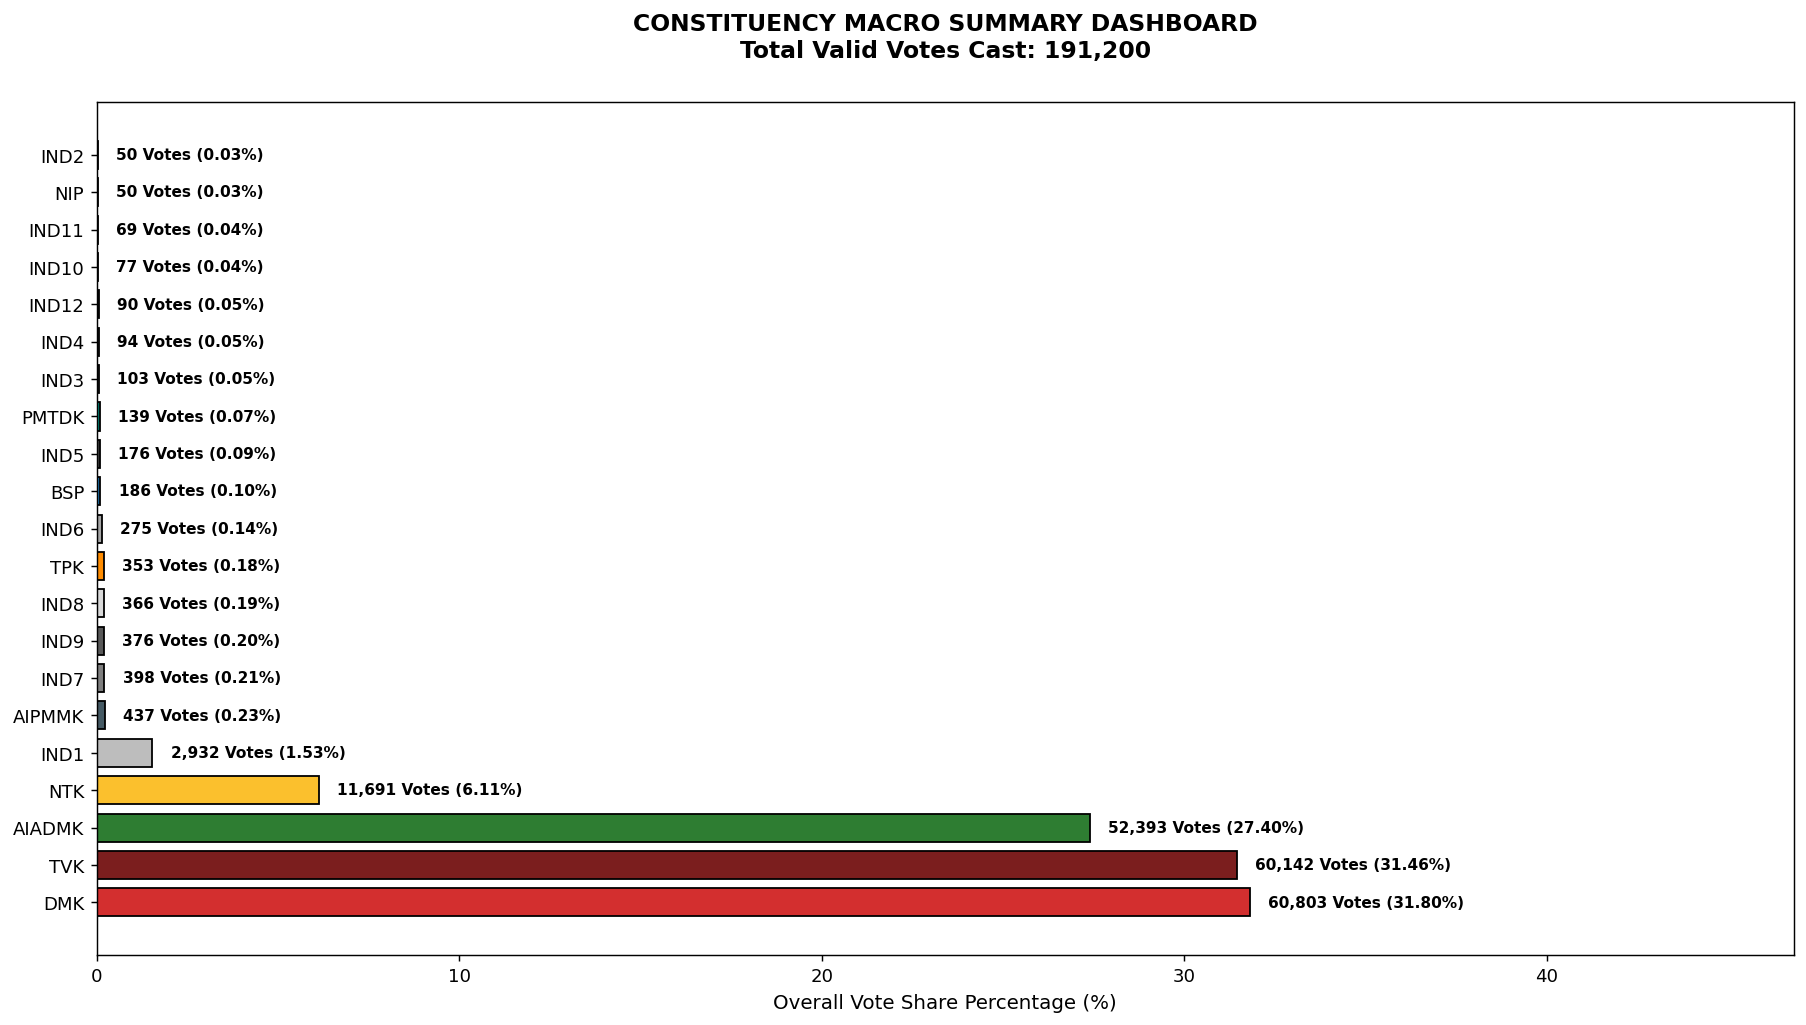 CONSTITUENCY MACRO SUMMARY DASHBOARD
Total Valid Votes Cast: 191,200
IND2 50 Votes (0.03%)
NIP 50 Votes (0.03%)
IND11 69 Votes (0.04%)
IND10 77 Votes (0.04%)
IND12 90 Votes (0.05%)
IND4 94 Votes (0.05%)
IND3 103 Votes (0.05%)
PMTDK 139 Votes (0.07%)
IND5 176 Votes (0.09%)
BSP 186 Votes (0.10%)
IND6 275 Votes (0.14%)
TPK 353 Votes (0.18%)
IND8 366 Votes (0.19%)
IND9 376 Votes (0.20%)
IND7 398 Votes (0.21%)
AIPMMK 437 Votes (0.23%)
IND1 2,932 Votes (1.53%)
NTK 11,691 Votes (6.11%)
AIADMK 52,393 Votes (27.40%)
TVK 60,142 Votes (31.46%)
DMK 60,803 Votes (31.80%)
0 10 20 30 40
Overall Vote Share Percentage (%)